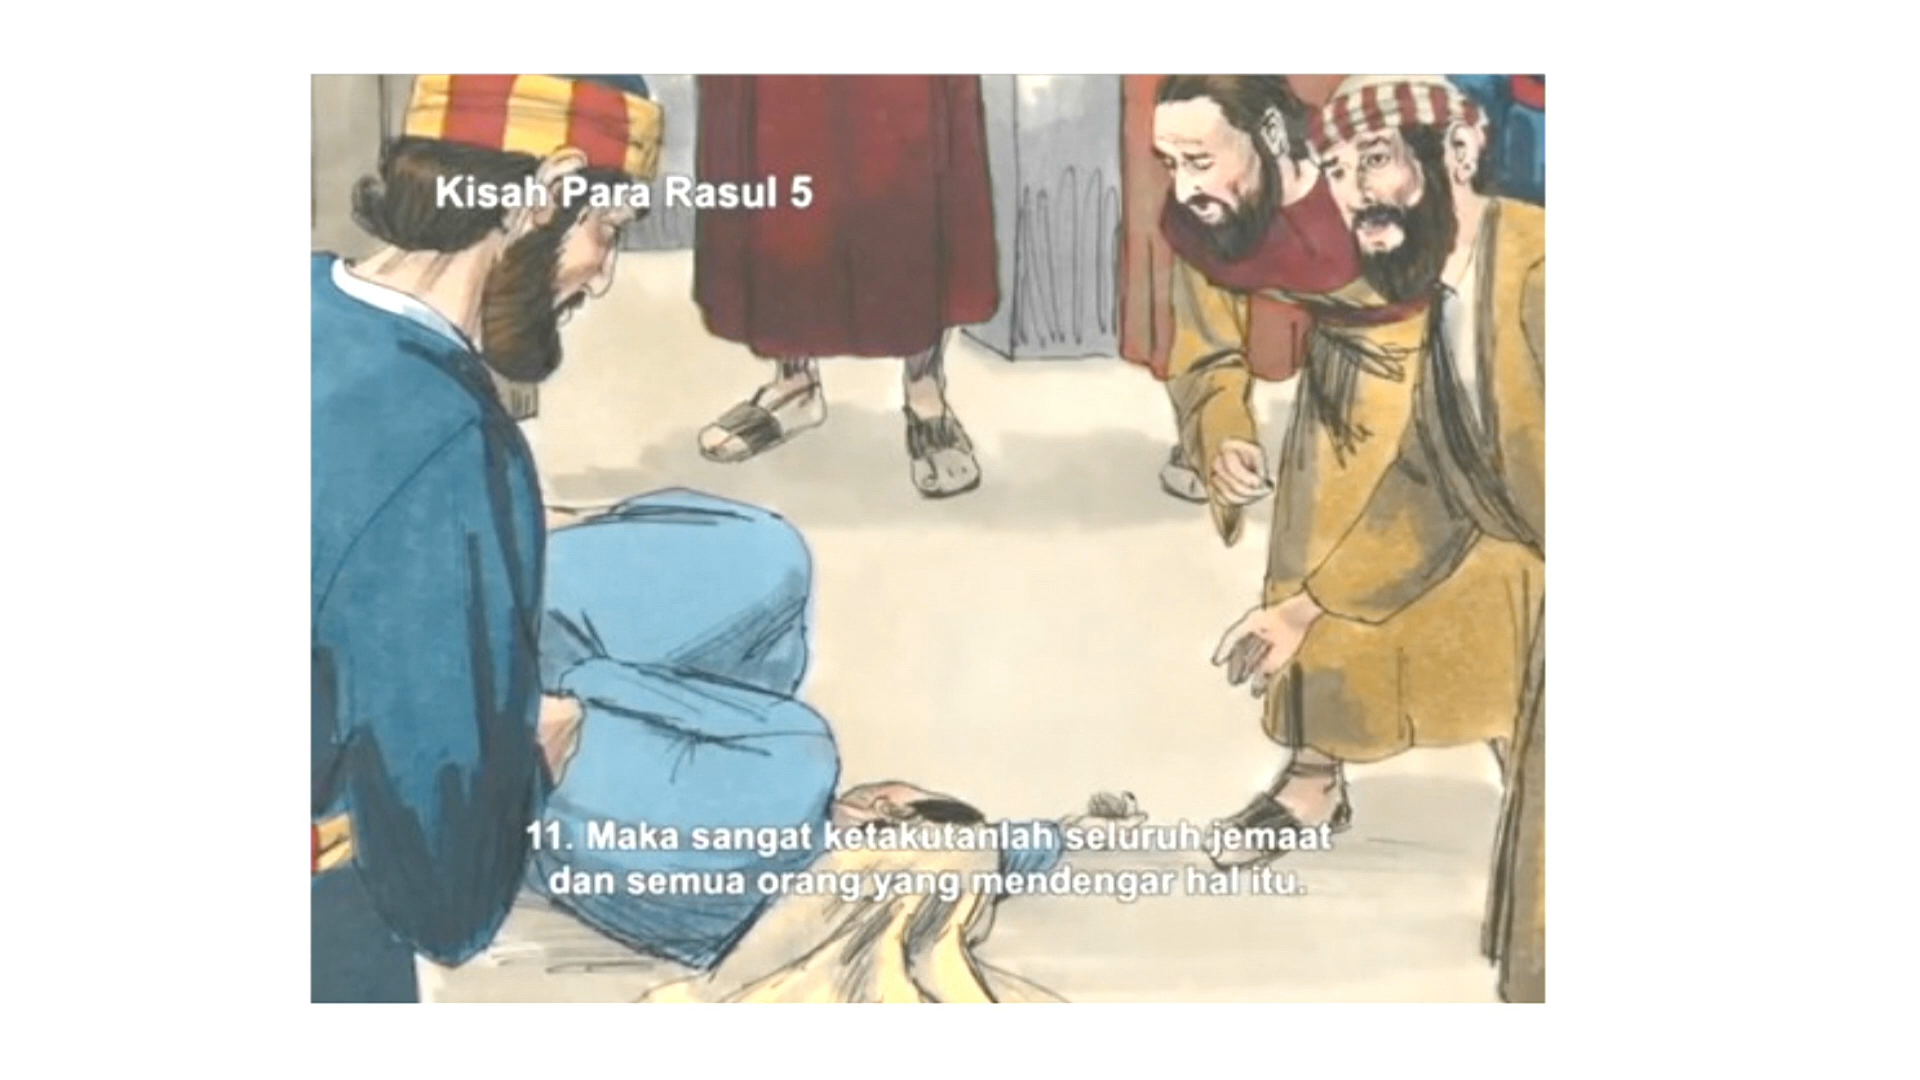 Kisah Para Rasul 5
11. Maka sangat ketakutanlah seluruh jemaat
dan semua orang yang mendengar hal itu.